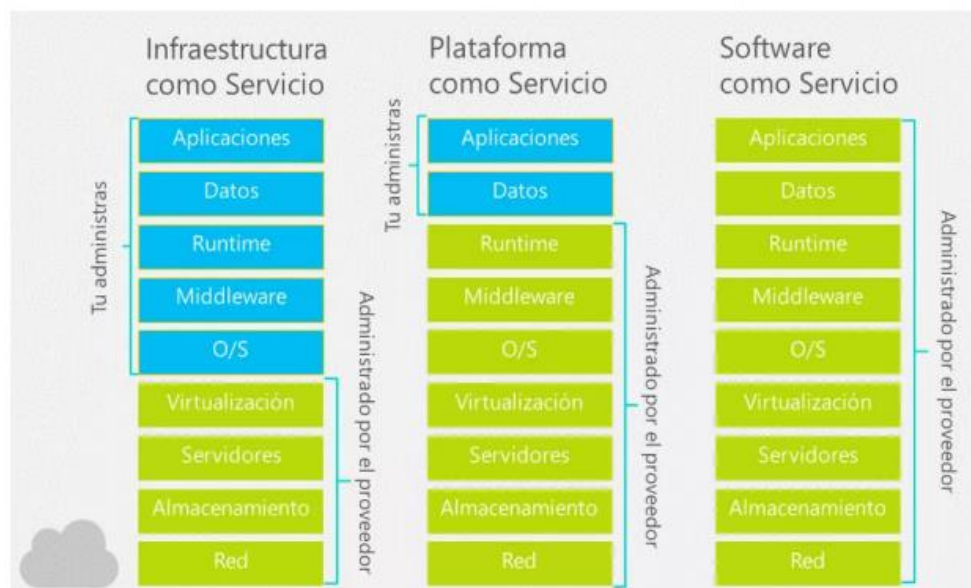 Infraestructura
como Servicio
Tu administras
Aplicaciones
Datos
Runtime
Middleware
O/S
Virtualización
Servidores
Almacenamiento
Red
Administrado por el proveedor
Plataforma
como Servicio
Tu administras
Aplicaciones
Datos
Runtime
Middleware
O/S
Virtualización
Servidores
Almacenamiento
Red
Administrado por el proveedor
Software
como Servicio
Aplicaciones
Datos
Runtime
Middleware
O/S
Virtualización
Servidores
Almacenamiento
Red
Administrado por el proveedor